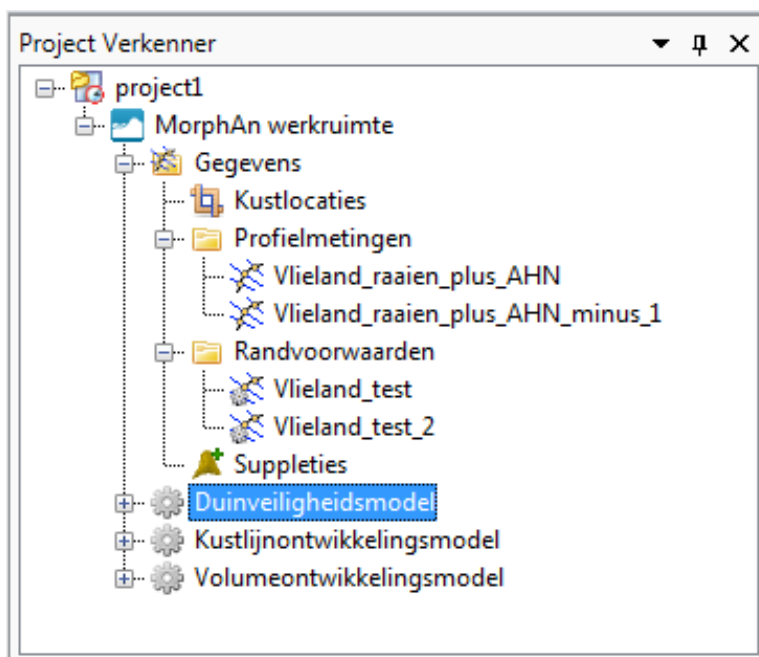 Project Verkenner
project1
MorphAn werkruimte
Gegevens
Kustlocaties
Profielmetingen
Vlieland_raaien_plus_AHN
Vlieland_raaien_plus_AHN_minus_1
Randvoorwaarden
Vlieland_test
Vlieland_test_2
Suppleties
Duinveiligheidsmodel
Kustlijnontwikkelingsmodel
Volumeontwikkelingsmodel